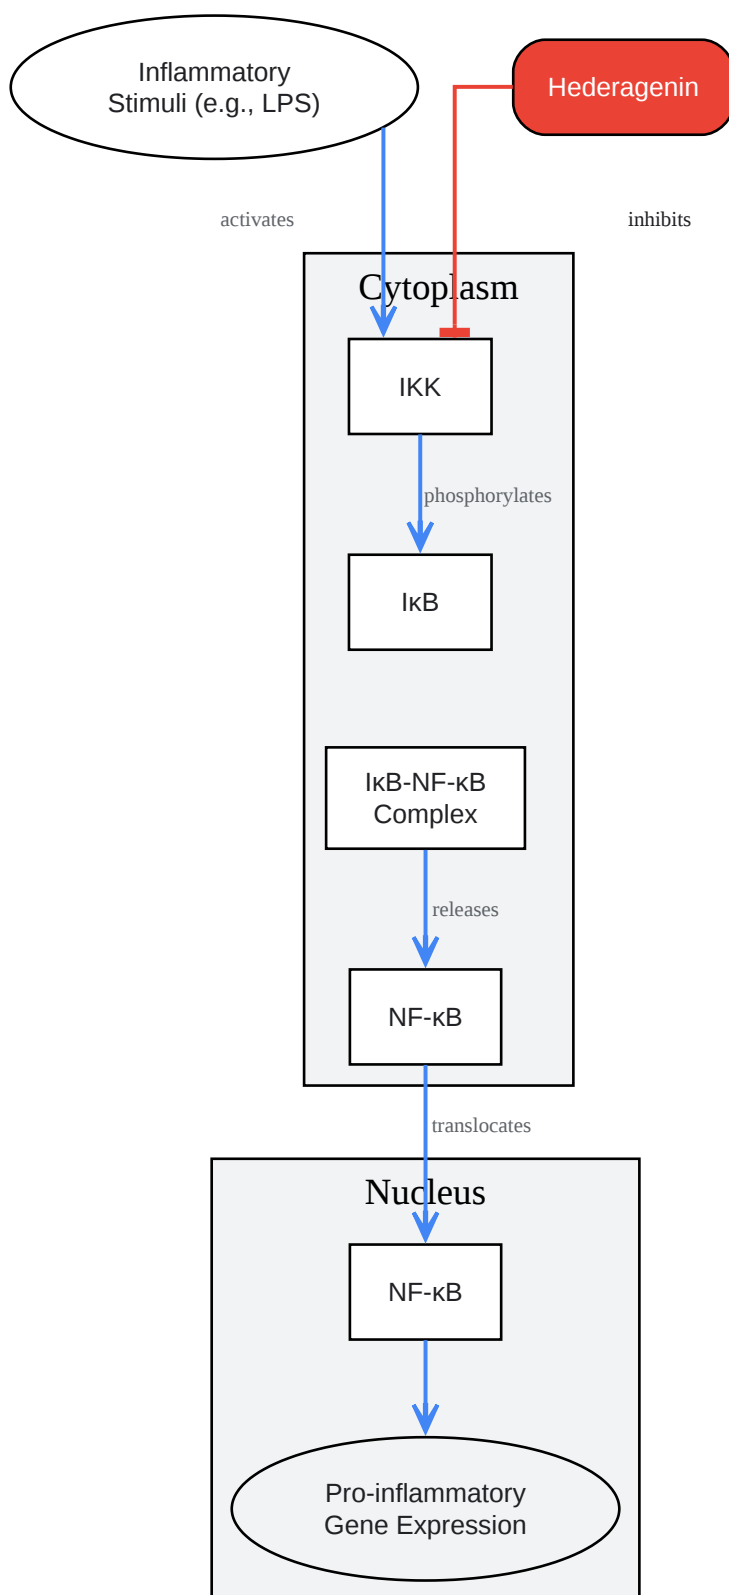 Inflammatory
Stimuli (e.g., LPS)
Hederagenin
activates
inhibits
Cytoplasm
IKK
phosphorylates
IκB
IκB-NF-κB
Complex
releases
NF-κB
translocates
Nucleus
NF-κB
Pro-inflammatory
Gene Expression